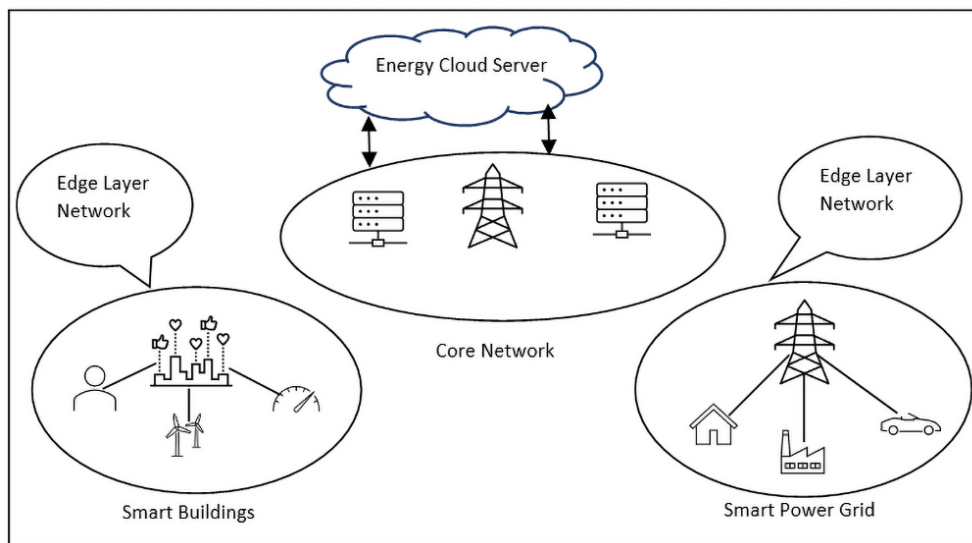 Energy Cloud Server
Edge Layer
Network
Edge Layer
Network
Core Network
Smart Buildings
Smart Power Grid